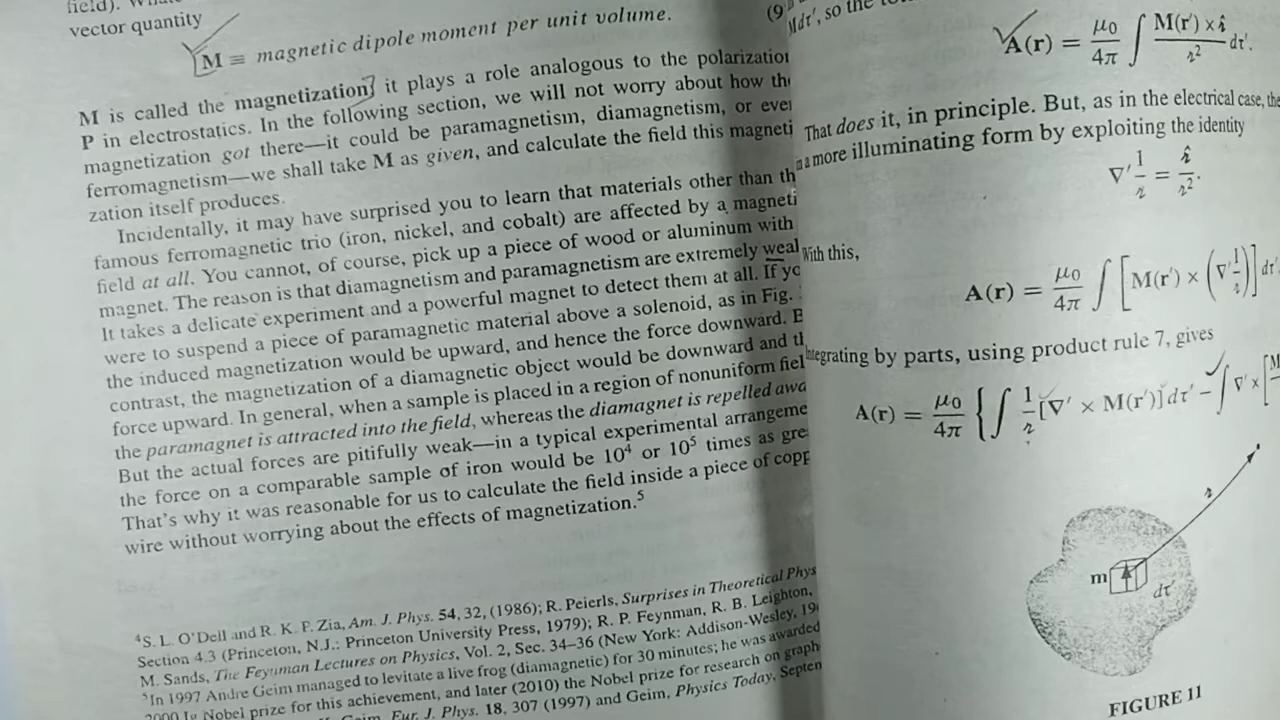 field).
vector quantity
M ≡ magnetic dipole moment per unit volume.
M is called the magnetization; it plays a role analogous to the polarization
P in electrostatics. In the following section, we will not worry about how the
magnetization got there—it could be paramagnetism, diamagnetism, or ever
ferromagnetism—we shall take M as given, and calculate the field this magneti
zation itself produces.
Incidentally, it may have surprised you to learn that materials other than th
famous ferromagnetic trio (iron, nickel, and cobalt) are affected by a magneti
field at all. You cannot, of course, pick up a piece of wood or aluminum with
magnet. The reason is that diamagnetism and paramagnetism are extremely weal
It takes a delicate experiment and a powerful magnet to detect them at all. If yo
were to suspend a piece of paramagnetic material above a solenoid, as in Fig.
the induced magnetization would be upward, and hence the force downward. B
contrast, the magnetization of a diamagnetic object would be downward and th
force upward. In general, when a sample is placed in a region of nonuniform fiel
the paramagnet is attracted into the field, whereas the diamagnet is repelled awa
But the actual forces are pitifully weak—in a typical experimental arrangeme
the force on a comparable sample of iron would be 10⁴ or 10⁵ times as gre
That's why it was reasonable for us to calculate the field inside a piece of copp
wire without worrying about the effects of magnetization.⁵
⁴S. L. O'Dell and R. K. P. Zia, Am. J. Phys. 54, 32, (1986); R. Peierls, Surprises in Theoretical Phys
Section 4.3 (Princeton, N.J.: Princeton University Press, 1979); R. P. Feynman, R. B. Leighton,
M. Sands, The Feynman Lectures on Physics, Vol. 2, Sec. 34–36 (New York: Addison-Wesley, 19
⁵In 1997 Andre Geim managed to levitate a live frog (diamagnetic) for 30 minutes; he was awarded
2000 Ig Nobel prize for this achievement, and later (2010) the Nobel prize for research on graph
Geim, Eur. J. Phys. 18, 307 (1997) and Geim, Physics Today, Septen
(9
Mdτ′, so the
A(r) = μ₀/4π ∫ M(r′) × 𝓇̂/𝓇² dτ′.
That does it, in principle. But, as in the electrical case, the
n a more illuminating form by exploiting the identity
∇′ 1/𝓇 = 𝓇̂/𝓇².
With this,
A(r) = μ₀/4π ∫ [M(r′) × (∇′ 1/𝓇)] dτ′
Integrating by parts, using product rule 7, gives
A(r) = μ₀/4π {∫ 1/𝓇 [∇′ × M(r′)] dτ′ − ∫ ∇′ × [M
𝓇
m
dτ′
FIGURE 11